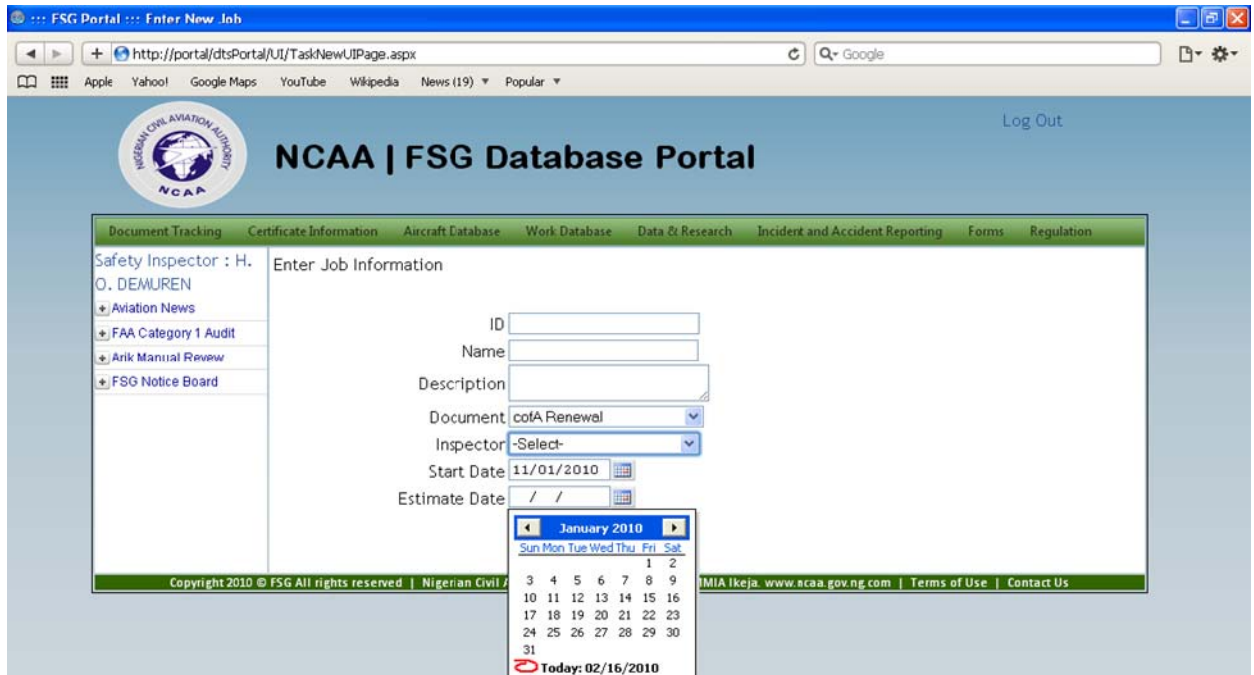 ::: FSG Portal ::: Enter New Job
http://portal/dtsPortal/UI/TaskNewUIPage.aspx
Q- Google
Apple Yahoo! Google Maps YouTube Wikipedia News (19) Popular
NIGERIAN CIVIL AVIATION AUTHORITY
NCAA
Log Out
NCAA | FSG Database Portal
Document Tracking Certificate Information Aircraft Database Work Database Data & Research Incident and Accident Reporting Forms Regulation
Safety Inspector : H.
O. DEMUREN
Aviation News
FAA Category 1 Audit
Arik Manual Revew
FSG Notice Board
Enter Job Information
ID
Name
Description
Document cofA Renewal
Inspector -Select-
Start Date 11/01/2010
Estimate Date / /
January 2010
Sun Mon Tue Wed Thu Fri Sat
1 2
3 4 5 6 7 8 9
10 11 12 13 14 15 16
17 18 19 20 21 22 23
24 25 26 27 28 29 30
31
Today: 02/16/2010
Copyright 2010 © FSG All rights reserved | Nigerian Civil MIA Ikeja. www.ncaa.gov.ng.com | Terms of Use | Contact Us